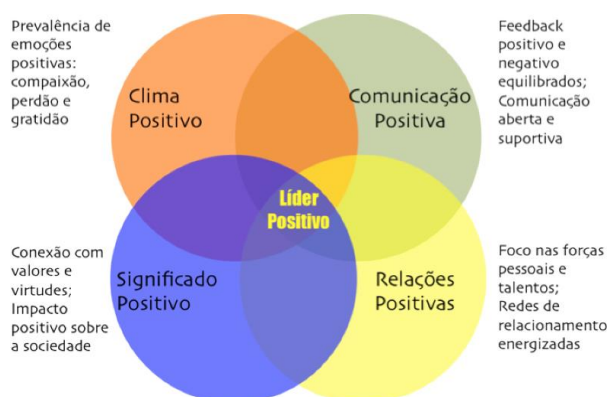 Prevalência de
emoções
positivas:
compaixão,
perdão e
gratidão
Clima
Positivo
Comunicação
Positiva
Feedback
positivo e
negativo
equilibrados;
Comunicação
aberta e
suportiva
Líder
Positivo
Conexão com
valores e
virtudes;
Impacto
positivo sobre
a sociedade
Significado
Positivo
Relações
Positivas
Foco nas forças
pessoais e
talentos;
Redes de
relacionamento
energizadas